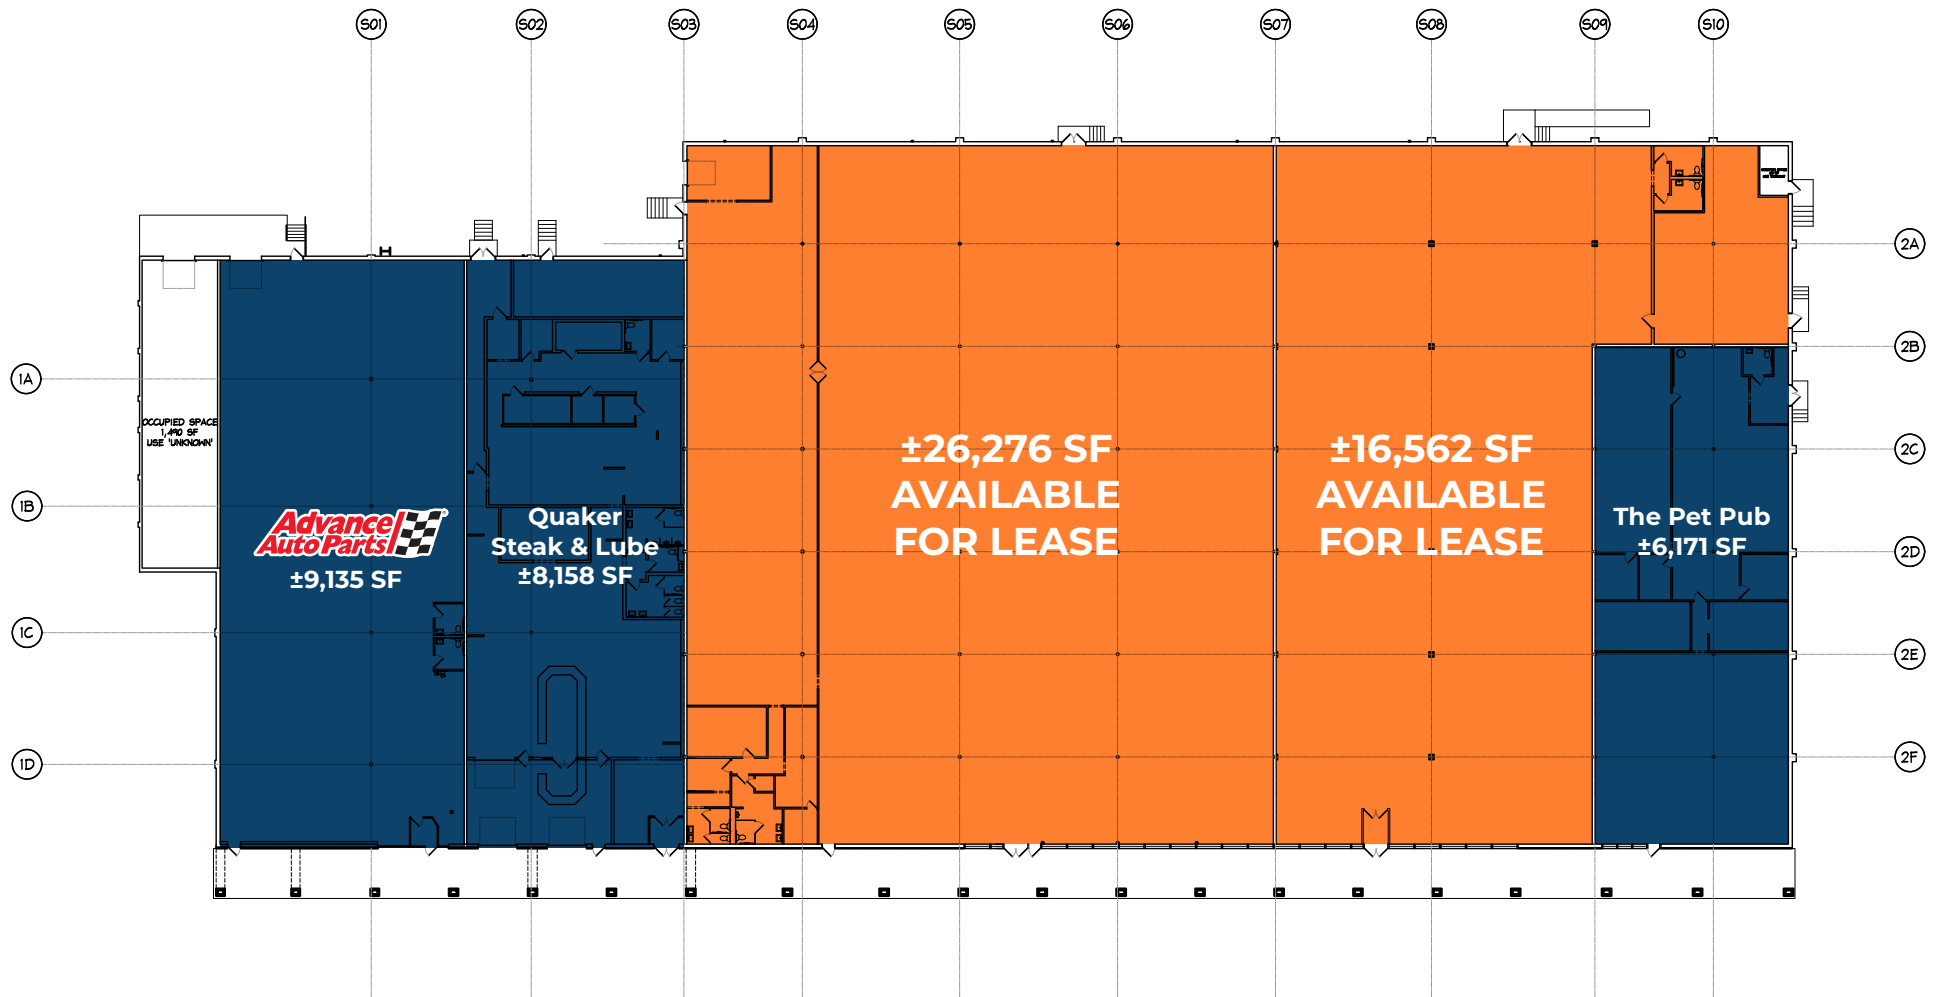 S01 S02 S03 S04 S05 S06 S07 S08 S09 S10
2A
2B
1A
OCCUPIED SPACE
1,490 SF
USE 'UNKNOWN'
±26,276 SF
AVAILABLE
FOR LEASE
±16,562 SF
AVAILABLE
FOR LEASE
2C
1B
Advance
Auto Parts
±9,135 SF
Quaker
Steak & Lube
±8,158 SF
The Pet Pub
±6,171 SF
2D
1C
2E
1D
2F